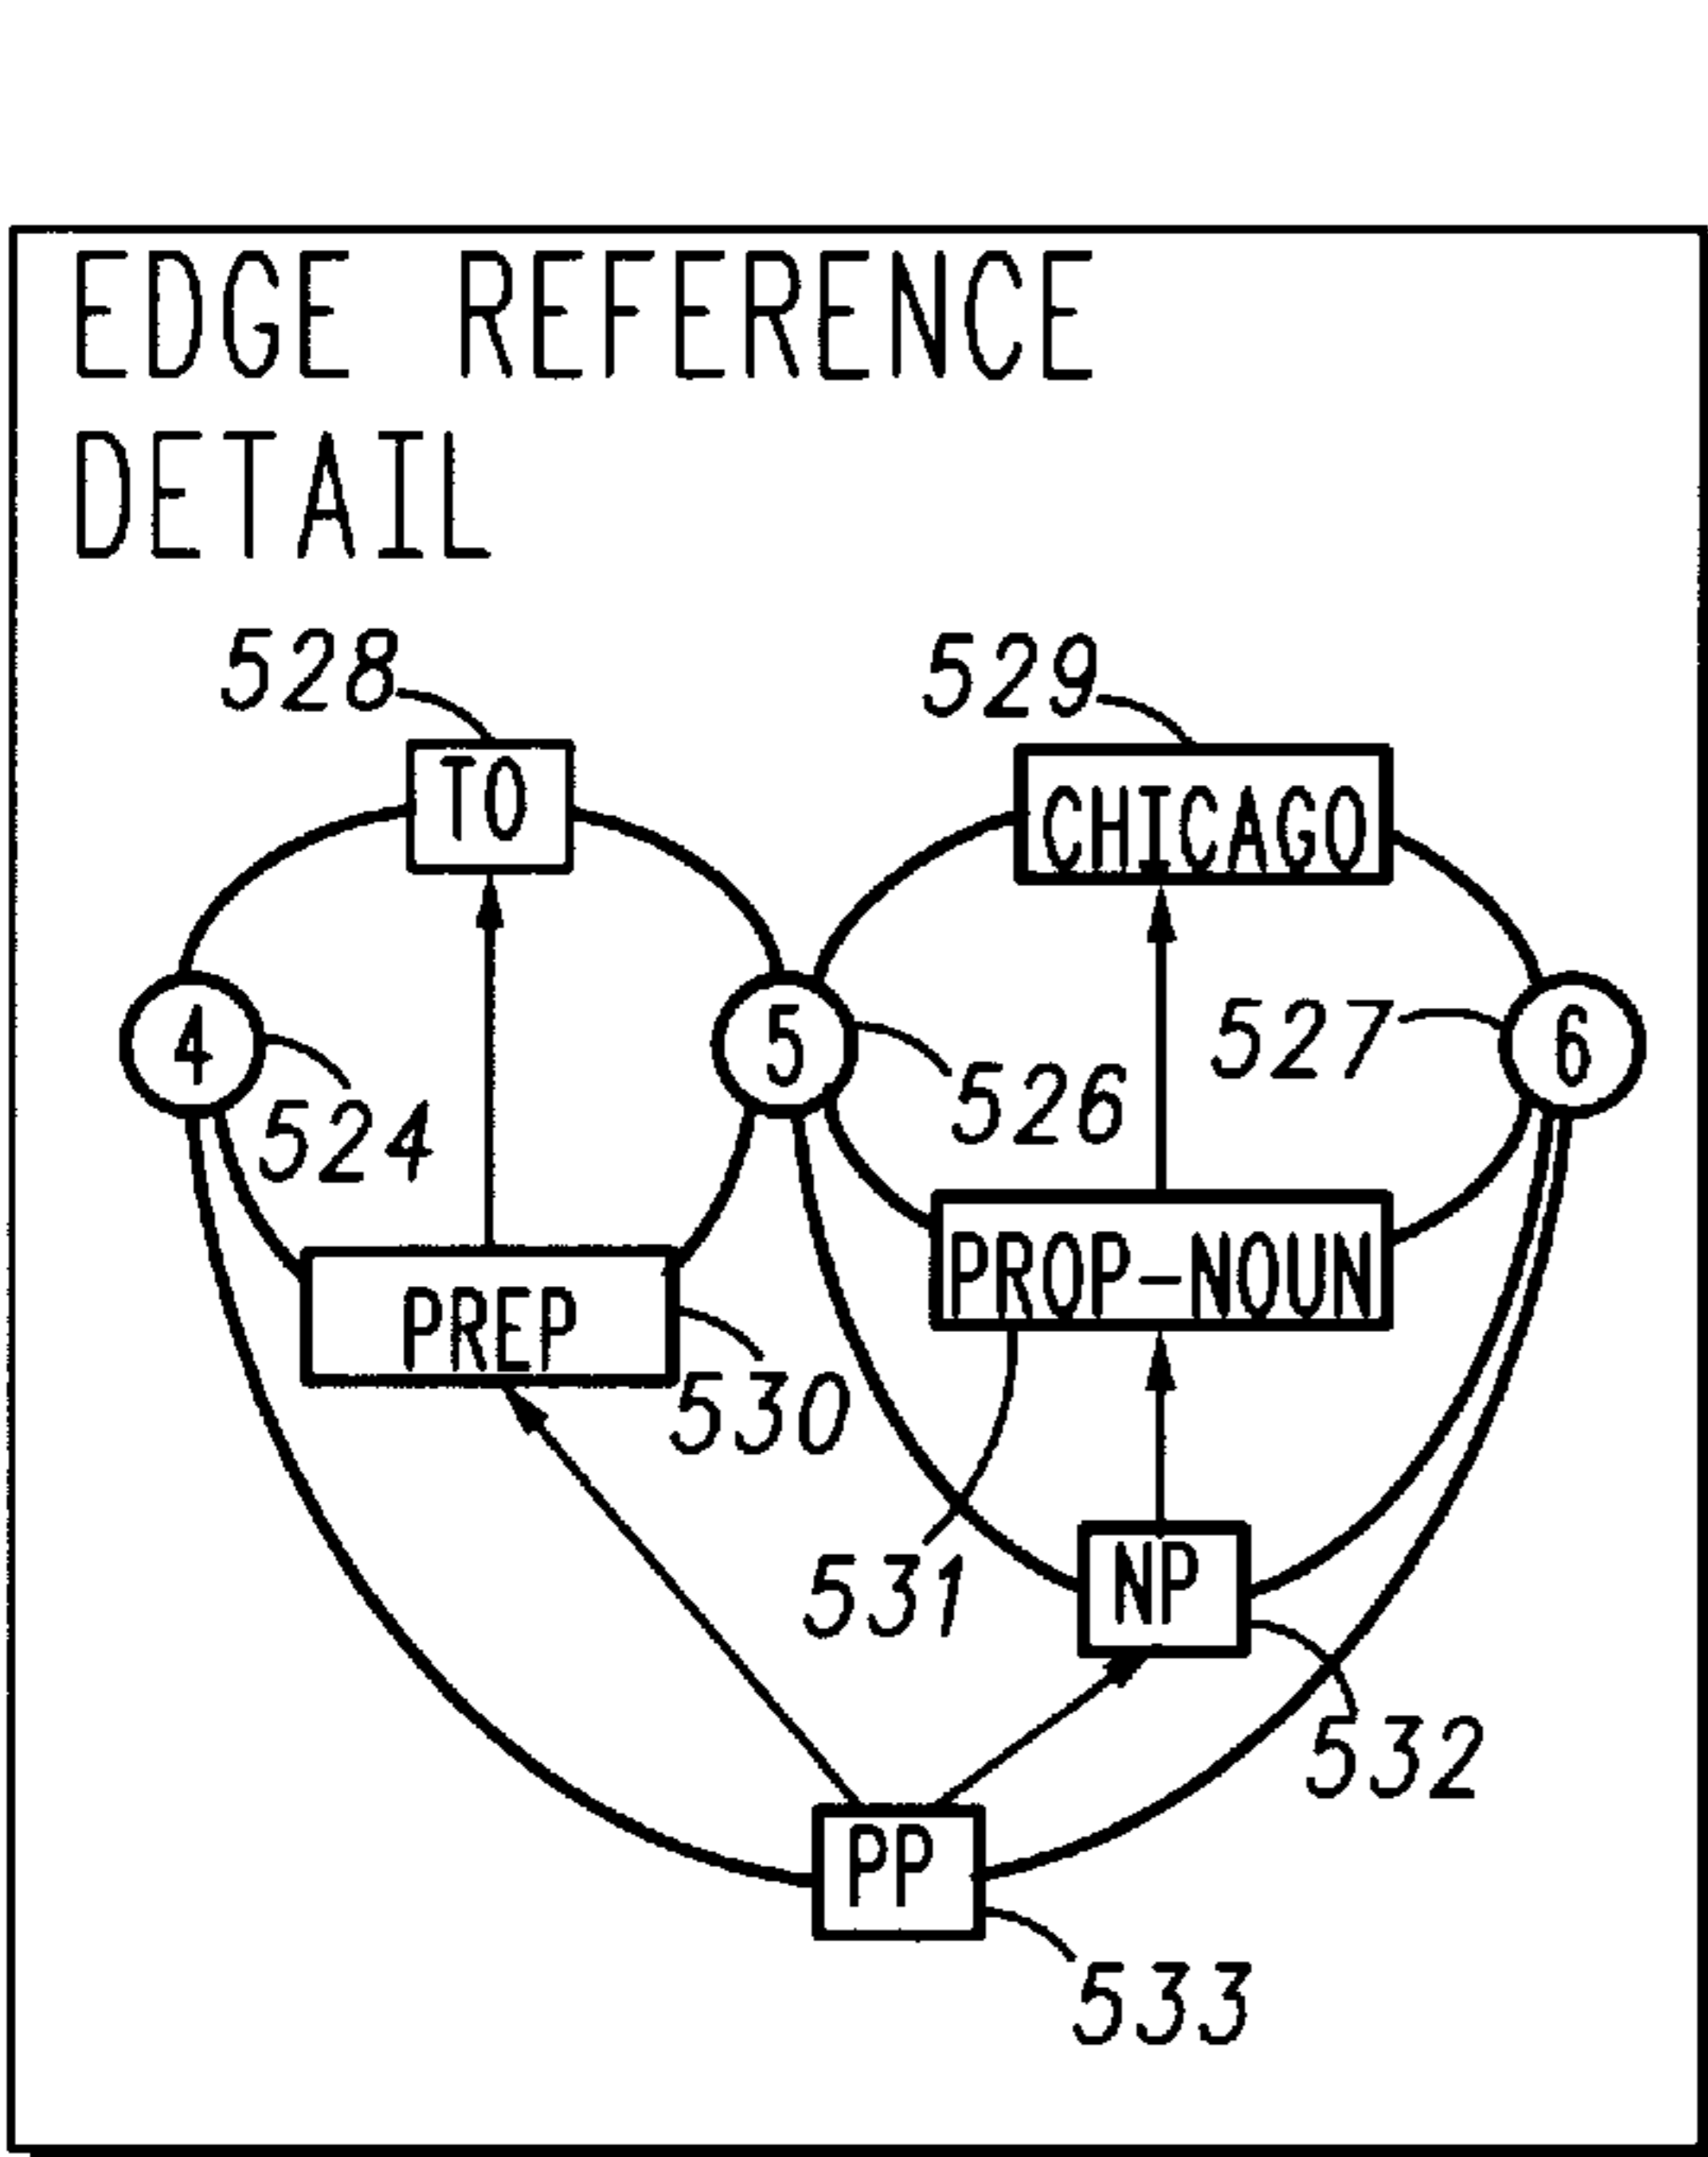 EDGE REFERENCE
DETAIL
528
529
TO
CHICAGO
4
5
6
527
526
524
PROP-NOUN
PREP
530
NP
531
532
PP
533